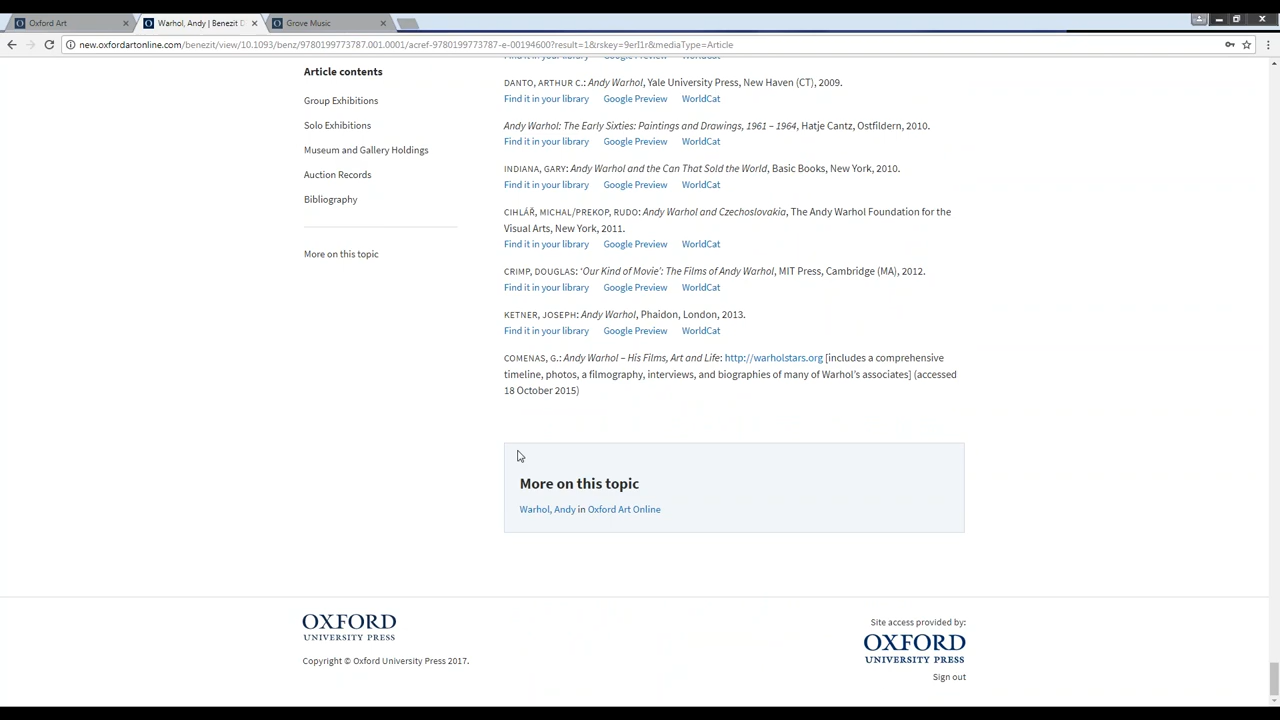 Oxford Art
Warhol, Andy | Benezit D
Grove Music
new.oxfordartonline.com/benezit/view/10.1093/benz/9780199773787.001.0001/acref-9780199773787-e-00194600?result=1&rskey=9erI1r&mediaType=Article
Article contents
Group Exhibitions
Solo Exhibitions
Museum and Gallery Holdings
Auction Records
Bibliography
More on this topic
Find it in your library Google Preview WorldCat
DANTO, ARTHUR C.: Andy Warhol, Yale University Press, New Haven (CT), 2009.
Find it in your library Google Preview WorldCat
Andy Warhol: The Early Sixties: Paintings and Drawings, 1961 – 1964, Hatje Cantz, Ostfildern, 2010.
Find it in your library Google Preview WorldCat
INDIANA, GARY: Andy Warhol and the Can That Sold the World, Basic Books, New York, 2010.
Find it in your library Google Preview WorldCat
CIHLÁŘ, MICHAL/PREKOP, RUDO: Andy Warhol and Czechoslovakia, The Andy Warhol Foundation for the
Visual Arts, New York, 2011.
Find it in your library Google Preview WorldCat
CRIMP, DOUGLAS: ‘Our Kind of Movie’: The Films of Andy Warhol, MIT Press, Cambridge (MA), 2012.
Find it in your library Google Preview WorldCat
KETNER, JOSEPH: Andy Warhol, Phaidon, London, 2013.
Find it in your library Google Preview WorldCat
COMENAS, G.: Andy Warhol – His Films, Art and Life: http://warholstars.org [includes a comprehensive
timeline, photos, a filmography, interviews, and biographies of many of Warhol’s associates] (accessed
18 October 2015)
More on this topic
Warhol, Andy in Oxford Art Online
OXFORD
UNIVERSITY PRESS
Copyright © Oxford University Press 2017.
Site access provided by:
OXFORD
UNIVERSITY PRESS
Sign out